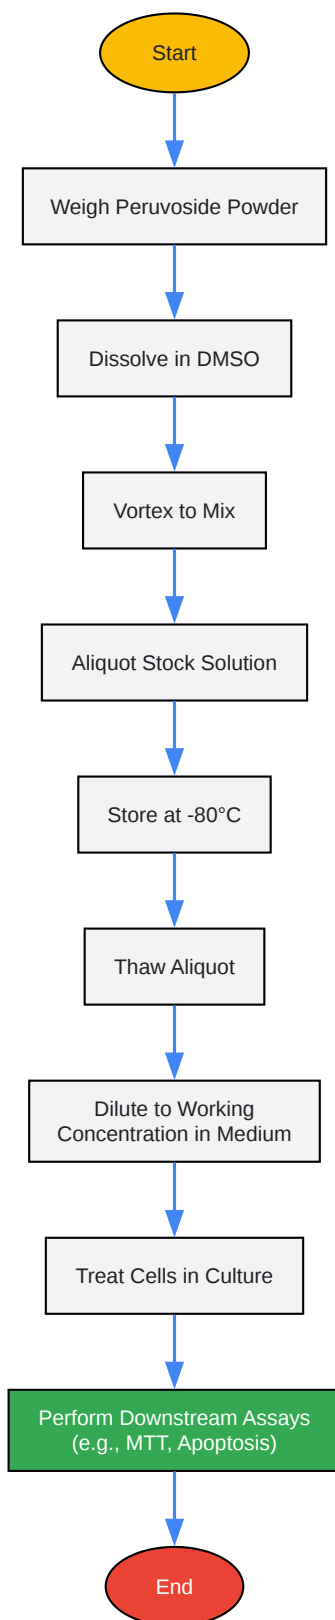 Start
Weigh Peruvoside Powder
Dissolve in DMSO
Vortex to Mix
Aliquot Stock Solution
Store at -80°C
Thaw Aliquot
Dilute to Working
Concentration in Medium
Treat Cells in Culture
Perform Downstream Assays
(e.g., MTT, Apoptosis)
End